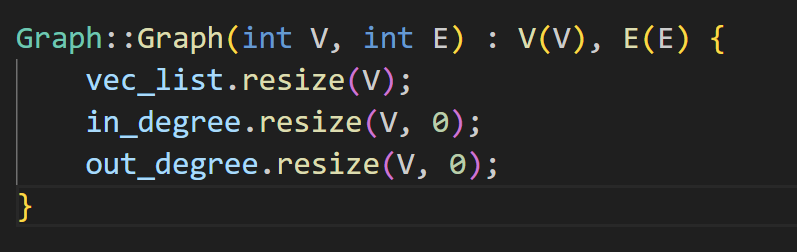 Graph::Graph(int V, int E) : V(V), E(E) {
    vec_list.resize(V);
    in_degree.resize(V, 0);
    out_degree.resize(V, 0);
}